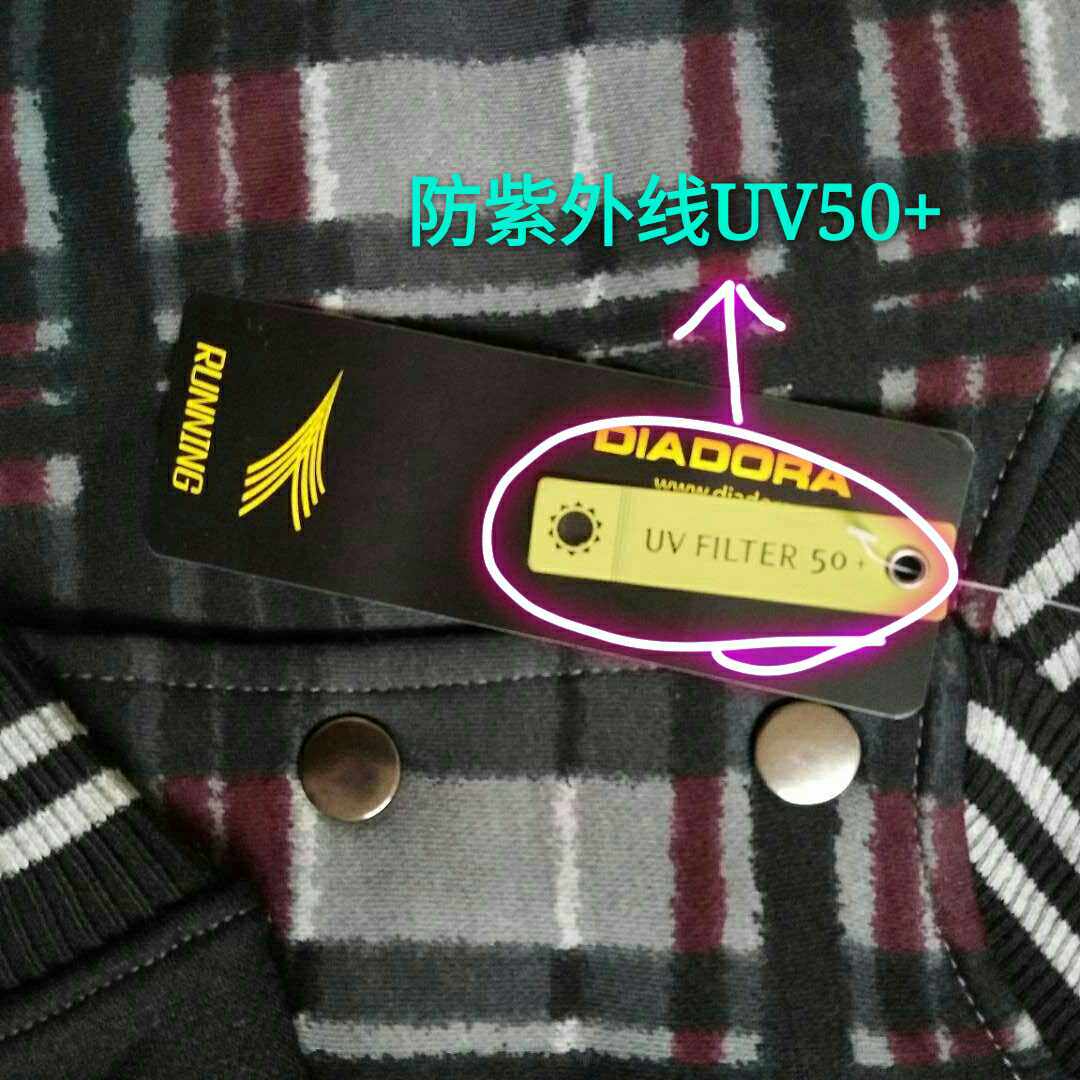 防紫外线UV50+
RUNNING
DIADORA
UV FILTER 50+